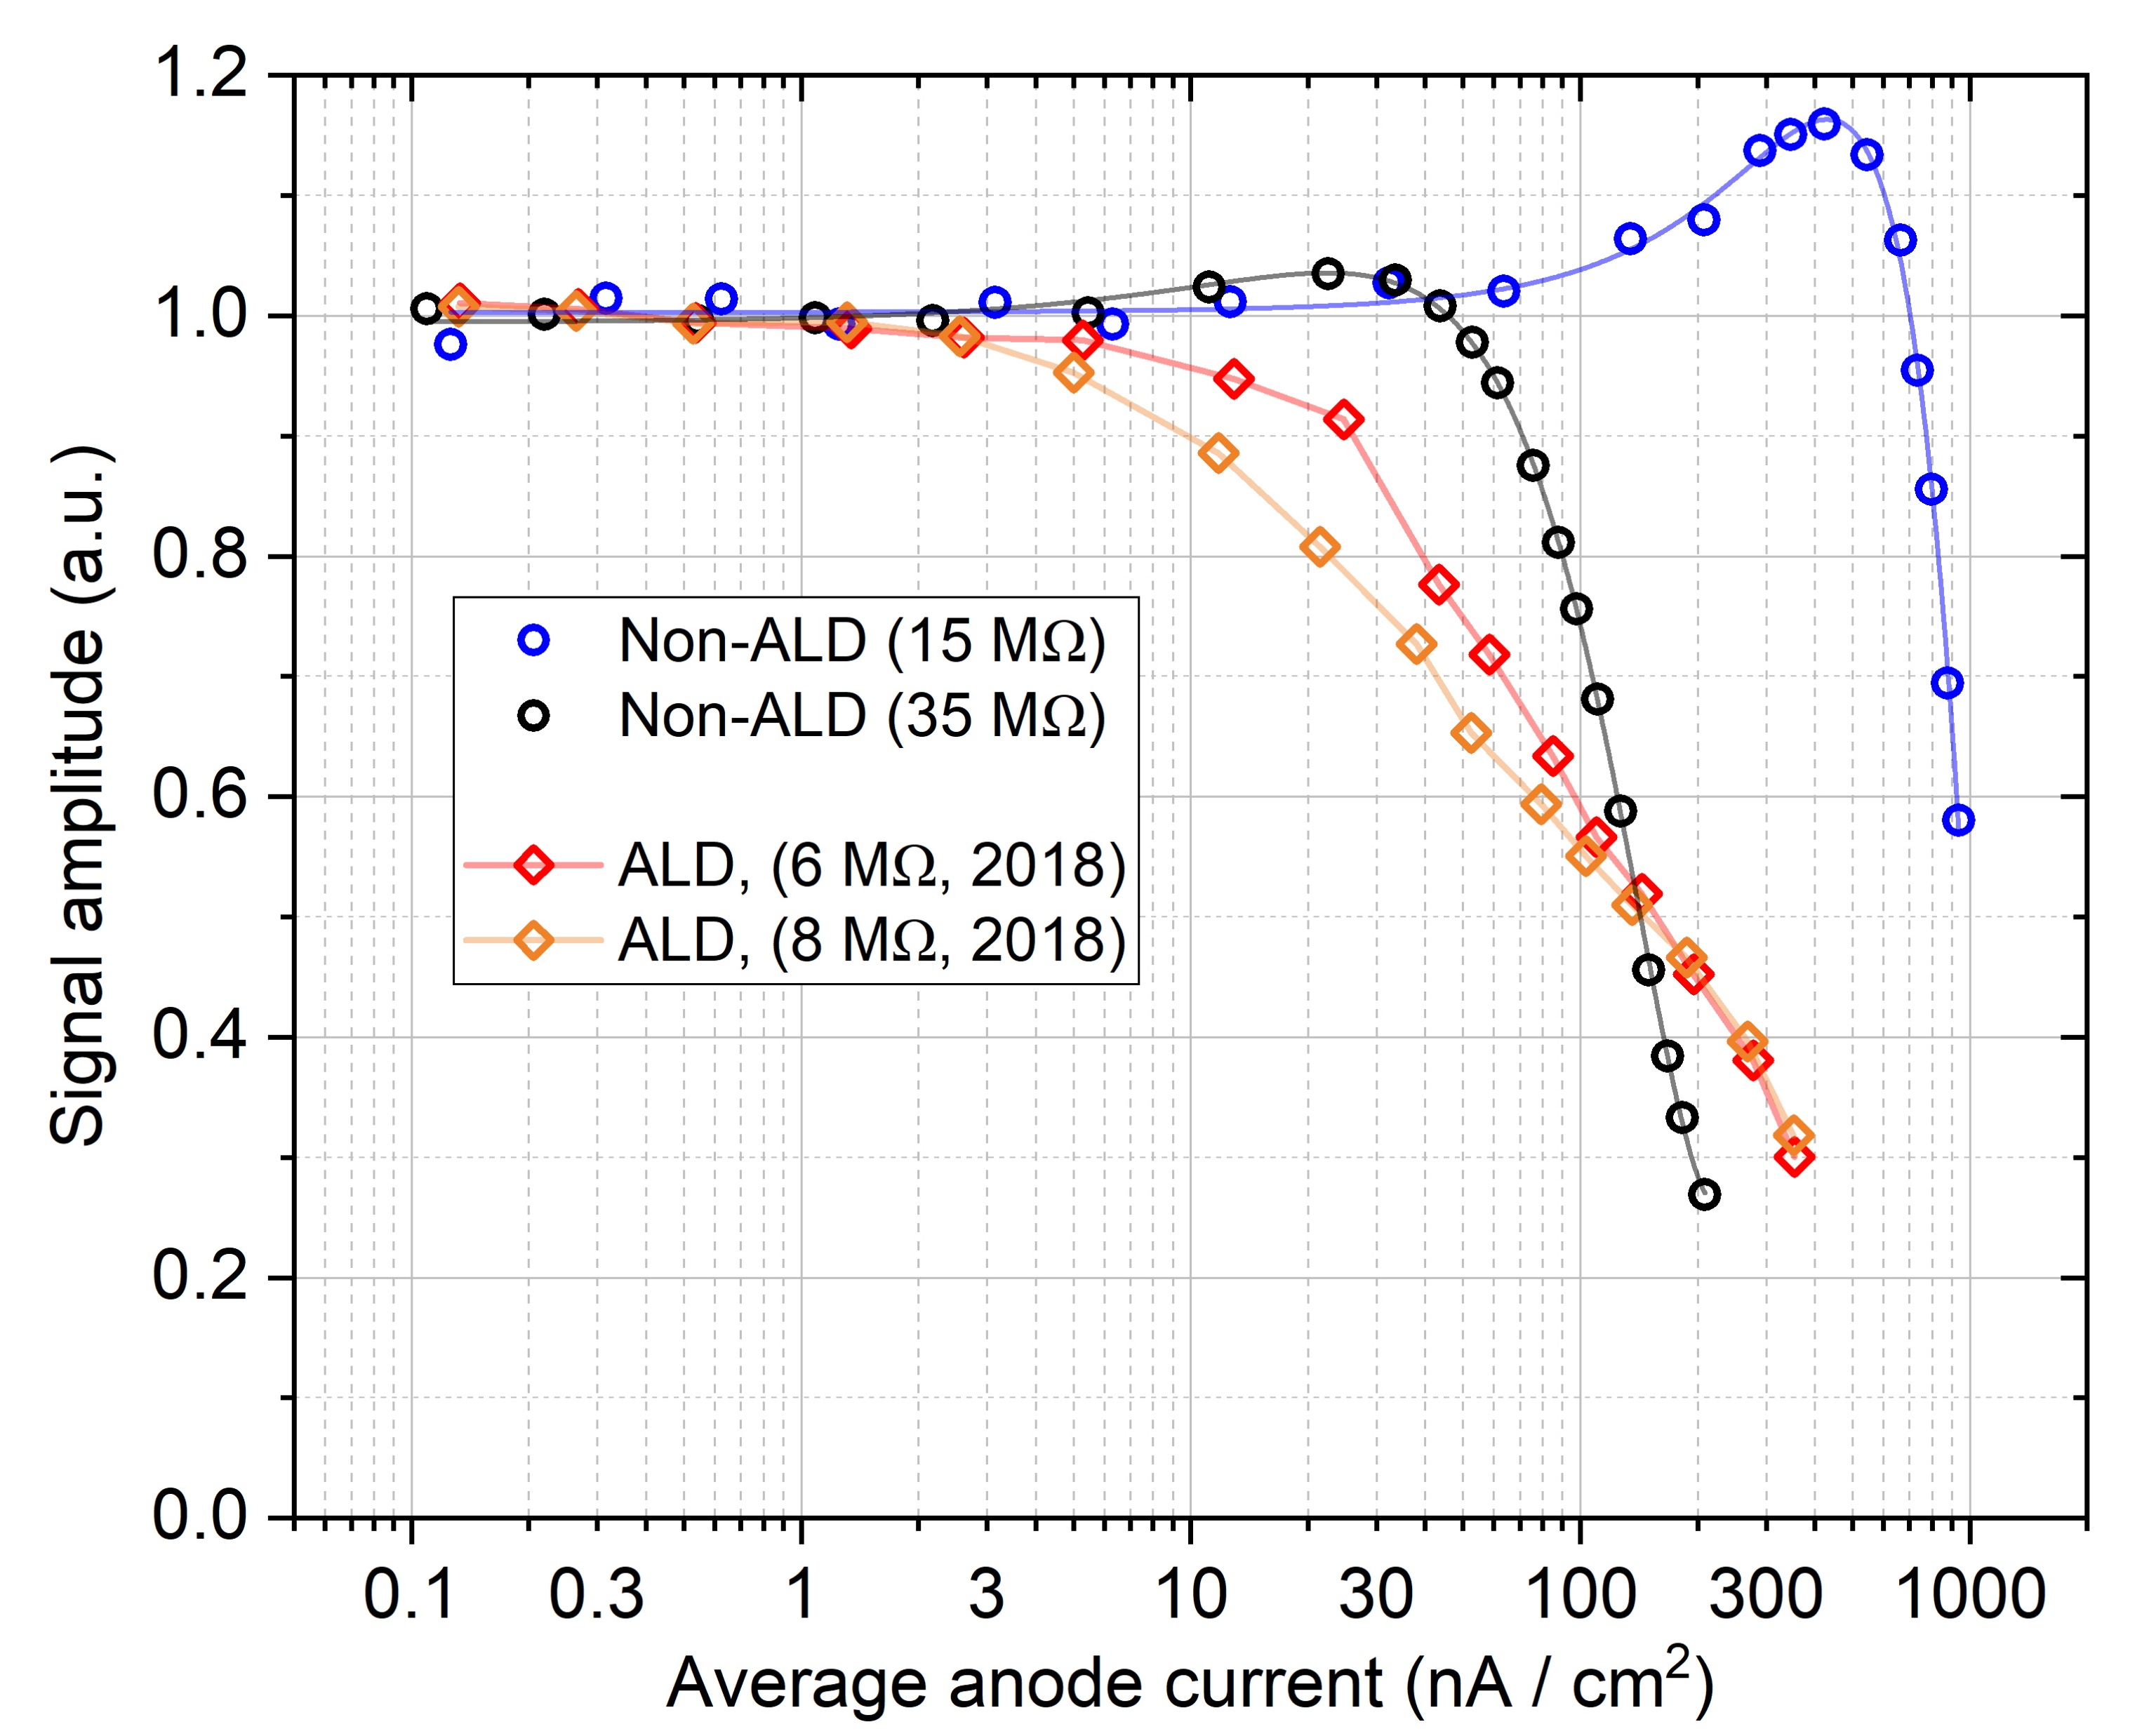 1.2
1.0
0.8
0.6
0.4
0.2
0.0
Signal amplitude (a.u.)
Non-ALD (15 MΩ)
Non-ALD (35 MΩ)
ALD, (6 MΩ, 2018)
ALD, (8 MΩ, 2018)
0.1 0.3 1 3 10 30 100 300 1000
Average anode current (nA / cm²)